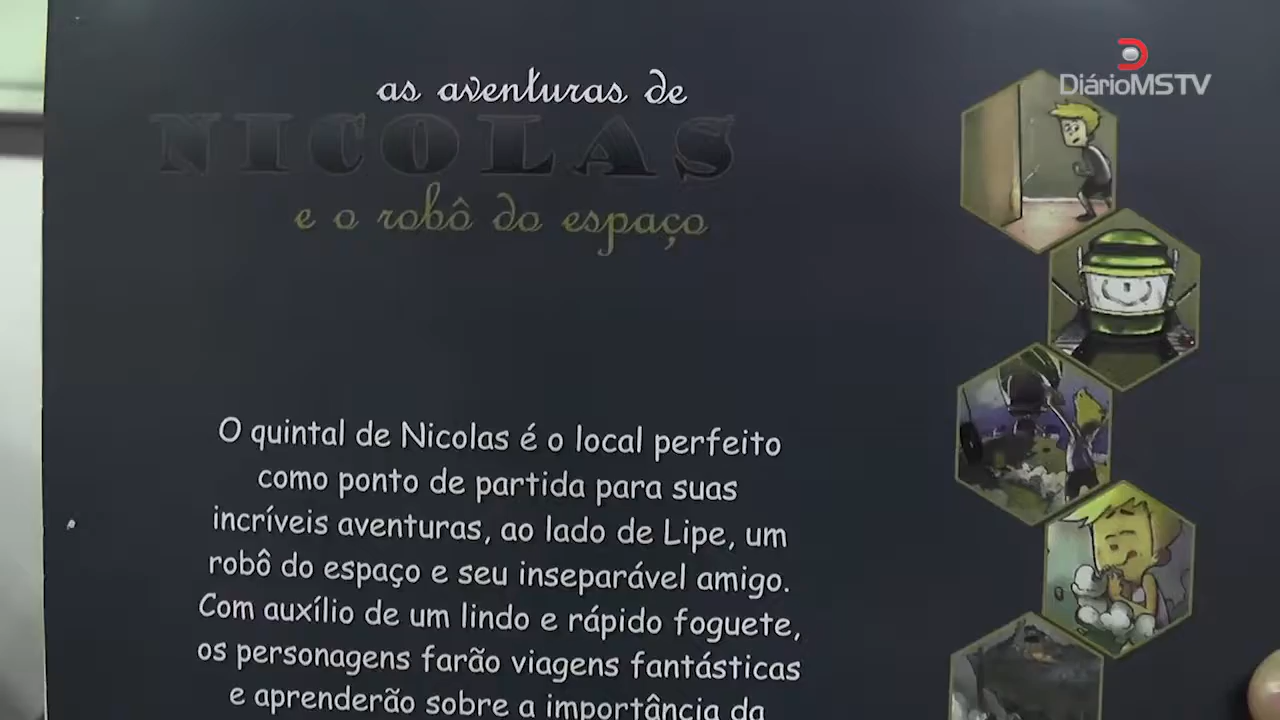 DiárioMSTV
as aventuras de
NICOLAS
e o robô do espaço
O quintal de Nicolas é o local perfeito
como ponto de partida para suas
incríveis aventuras, ao lado de Lipe, um
robô do espaço e seu inseparável amigo.
Com auxílio de um lindo e rápido foguete,
os personagens farão viagens fantásticas
e aprenderão sobre a importância da